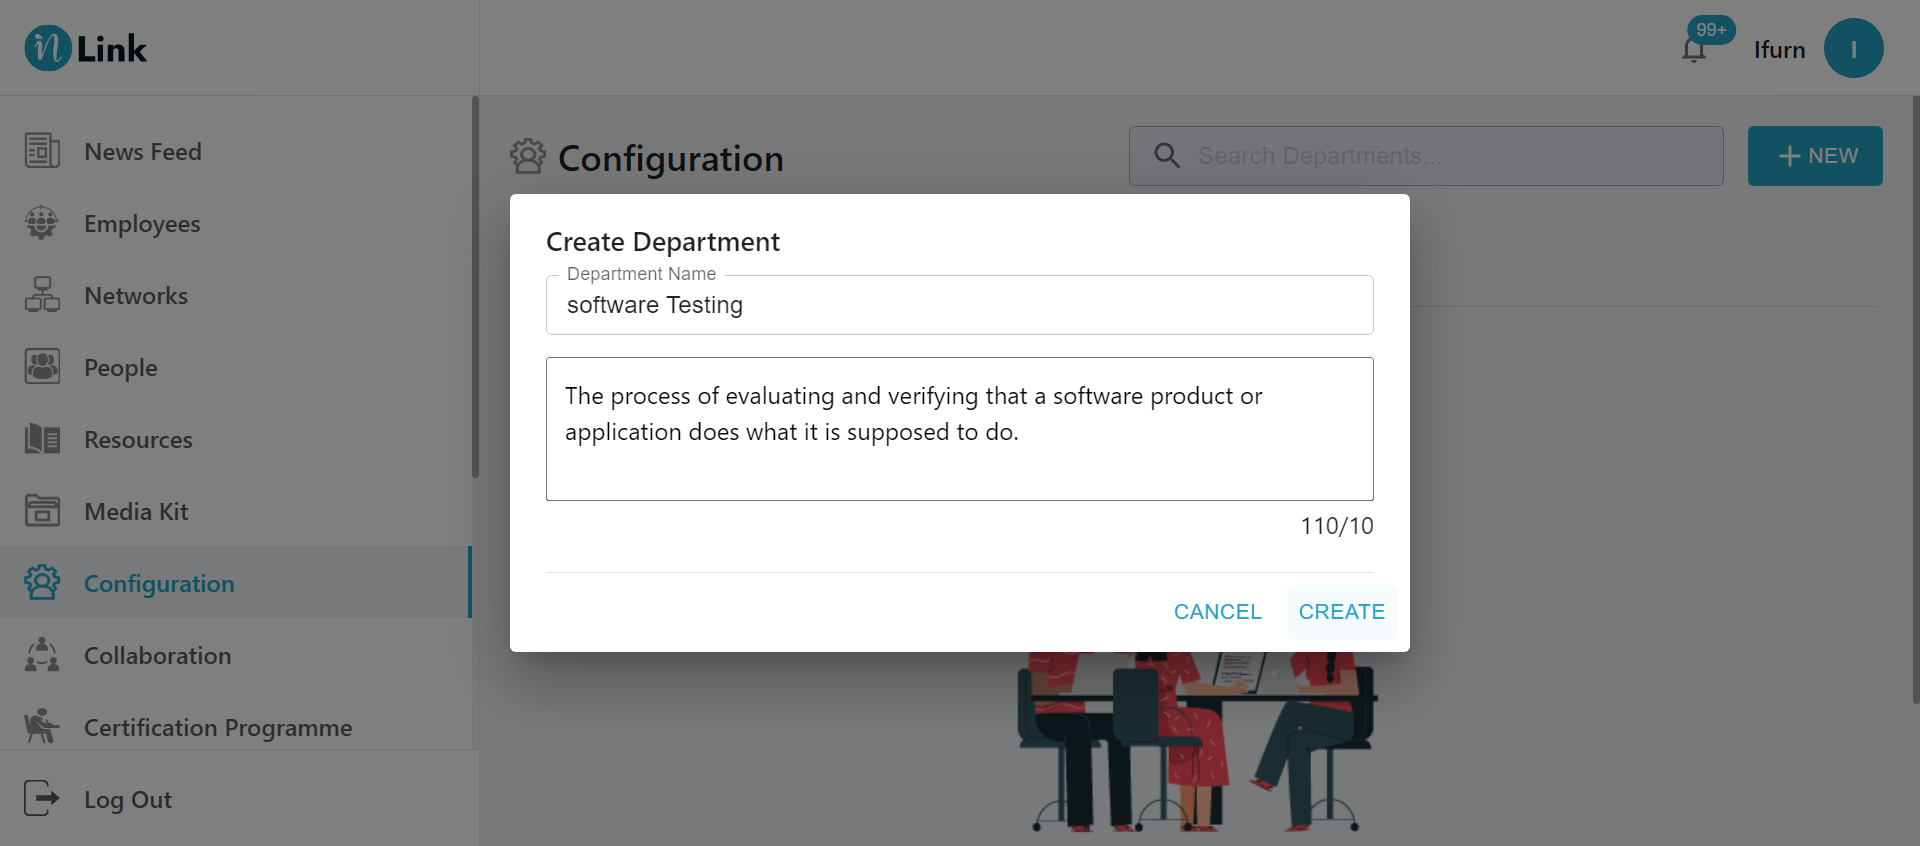 n Link
99+
Ifurn
I
News Feed
Employees
Networks
People
Resources
Media Kit
Configuration
Collaboration
Certification Programme
Log Out
Configuration
Search Departments...
+ NEW
Create Department
Department Name
software Testing
The process of evaluating and verifying that a software product or
application does what it is supposed to do.
110/10
CANCEL
CREATE